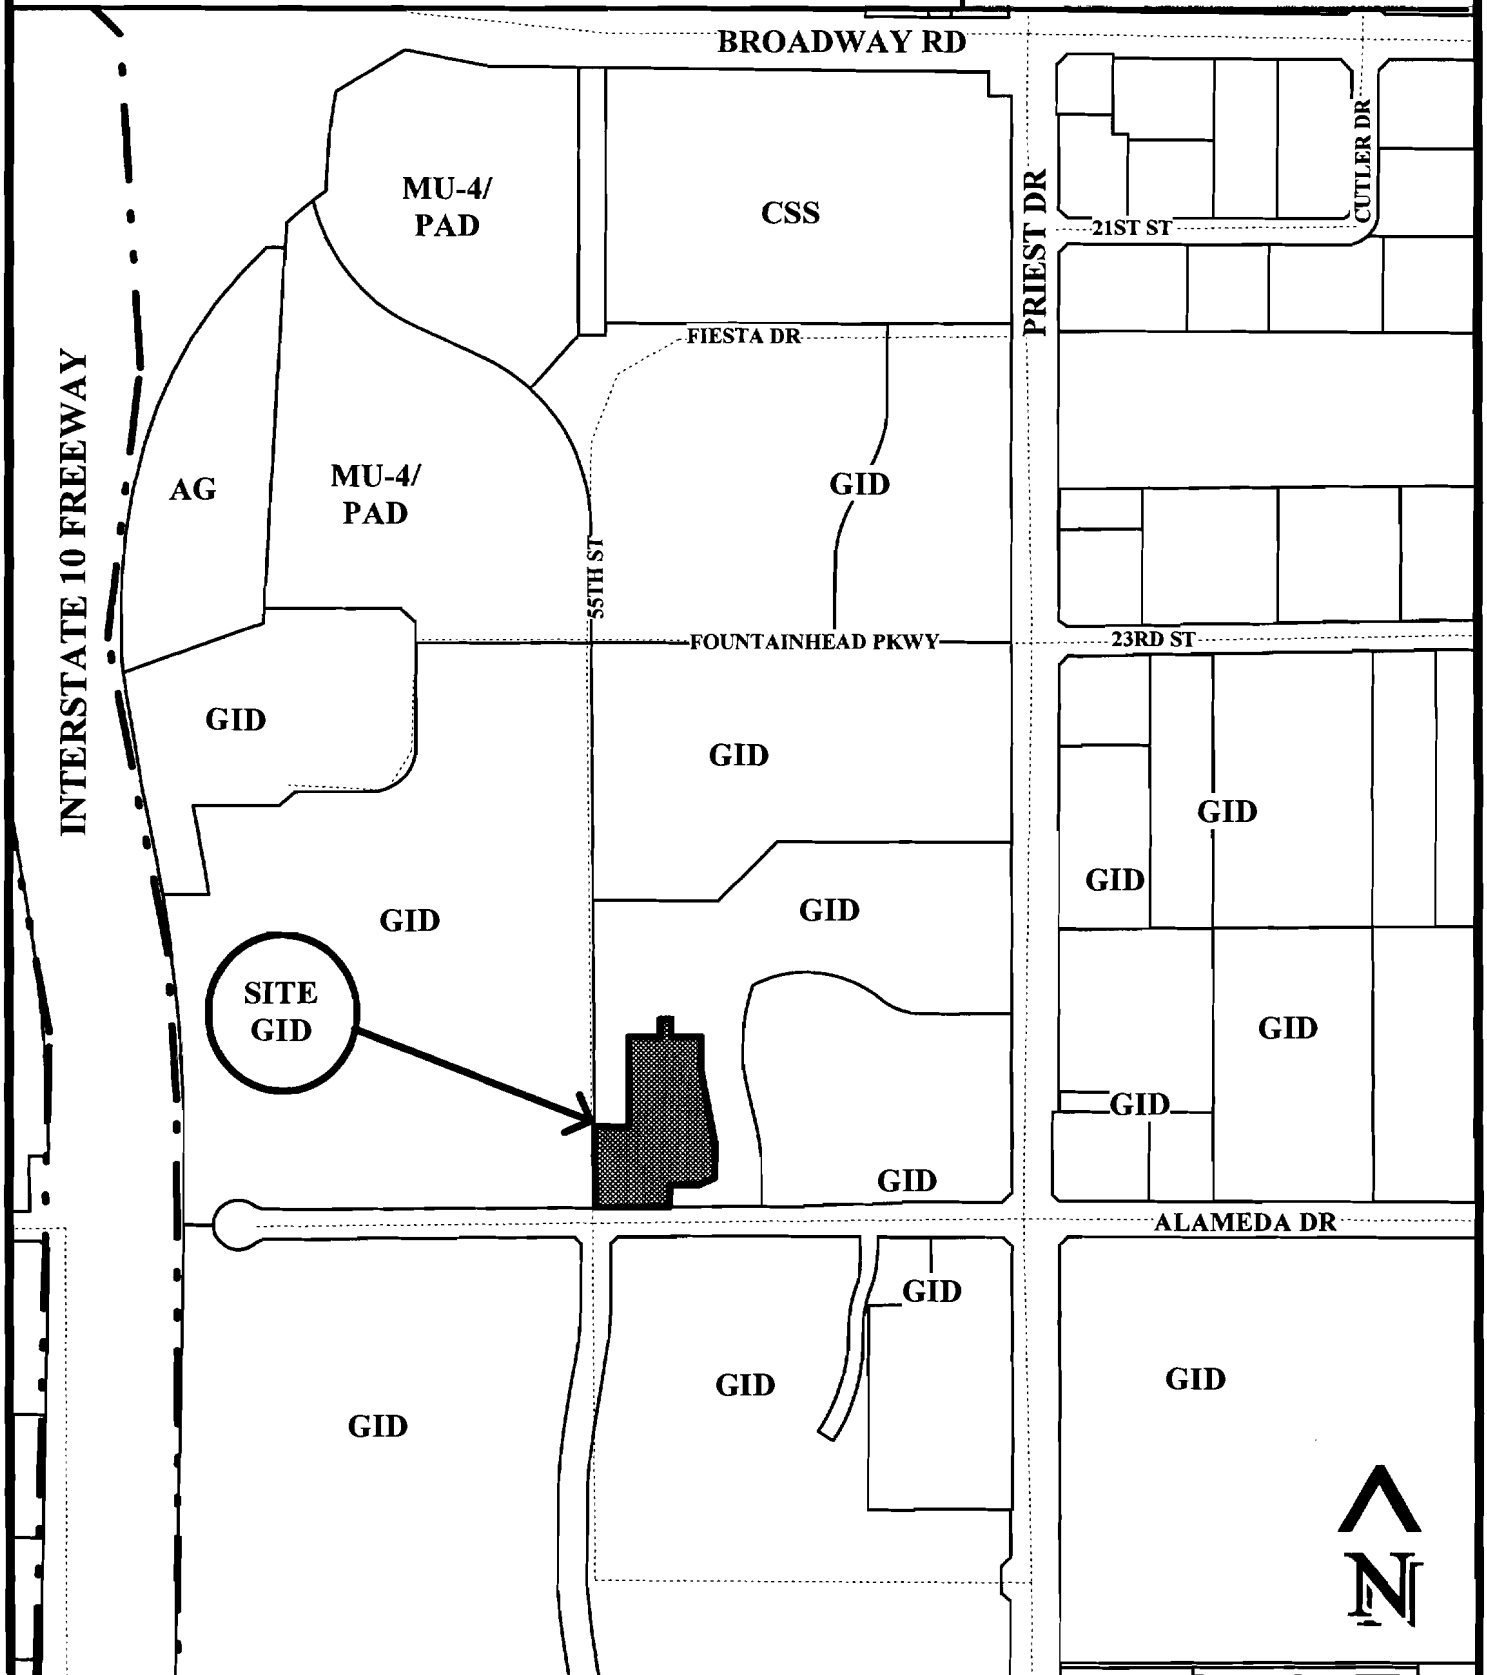 BROADWAY RD
CUTLER DR
MU-4/
PAD
CSS
PRIEST DR
21ST ST
FIESTA DR
INTERSTATE 10 FREEWAY
AG
MU-4/
PAD
GID
55TH ST
FOUNTAINHEAD PKWY
23RD ST
GID
GID
GID
GID
GID
GID
SITE
GID
GID
GID
GID
ALAMEDA DR
GID
GID
GID
GID
N